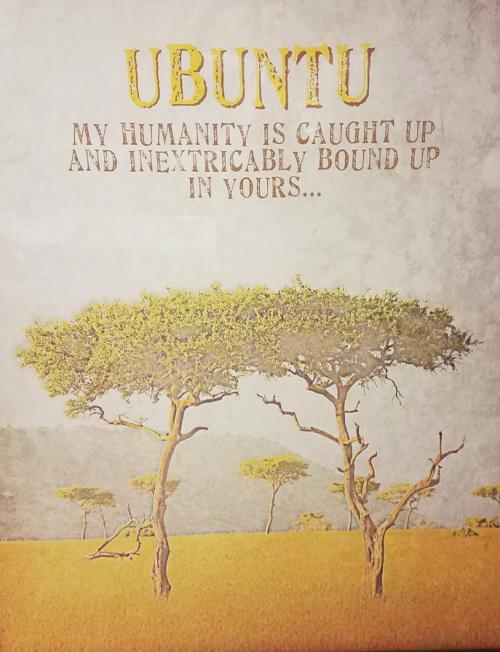 UBUNTU
MY HUMANITY IS CAUGHT UP
AND INEXTRICABLY BOUND UP
IN YOURS...